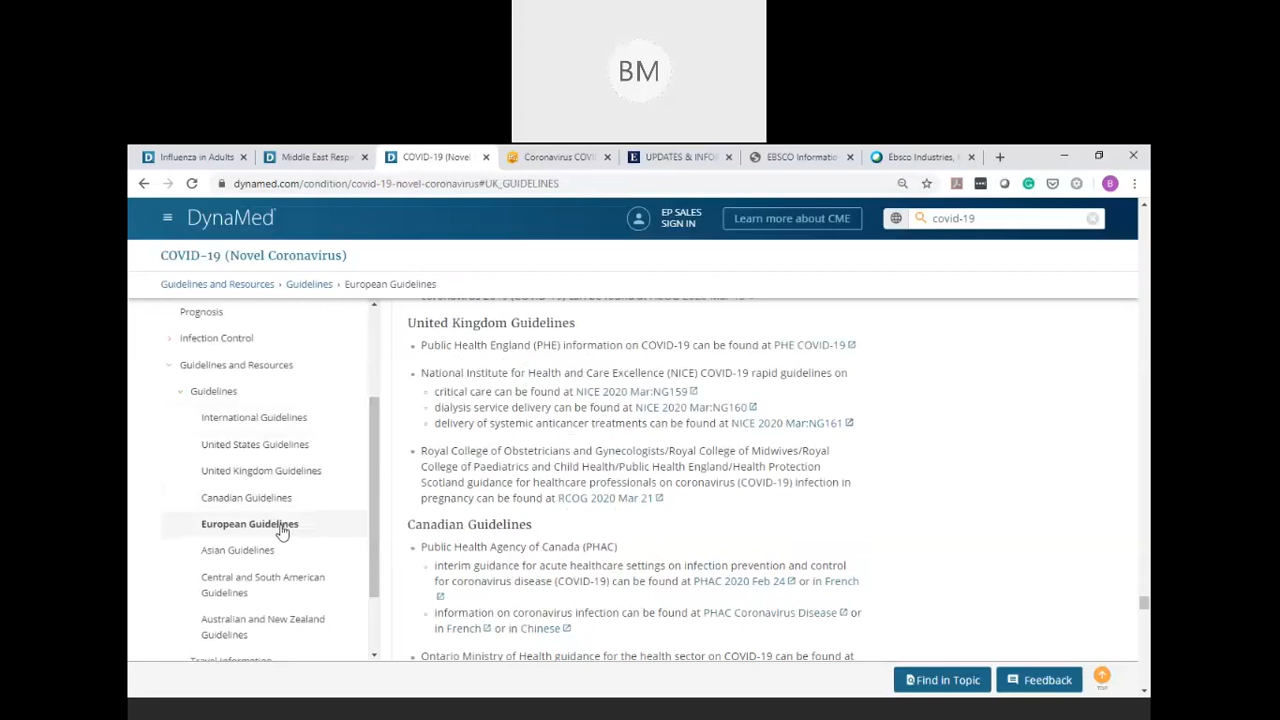 BM
Influenza in Adults
Middle East Resp
COVID-19 (Novel
Coronavirus COVI
UPDATES & INFO
EBSCO Informatio
Ebsco Industries, I
dynamed.com/condition/covid-19-novel-coronavirus#UK_GUIDELINES
B
DynaMed
EP SALES
SIGN IN
Learn more about CME
covid-19
COVID-19 (Novel Coronavirus)
Guidelines and Resources › Guidelines › European Guidelines
Prognosis
Infection Control
Guidelines and Resources
Guidelines
International Guidelines
United States Guidelines
United Kingdom Guidelines
Canadian Guidelines
European Guidelines
Asian Guidelines
Central and South American
Guidelines
Australian and New Zealand
Guidelines
Travel Information
United Kingdom Guidelines
Public Health England (PHE) information on COVID-19 can be found at PHE COVID-19
National Institute for Health and Care Excellence (NICE) COVID-19 rapid guidelines on
critical care can be found at NICE 2020 Mar:NG159
dialysis service delivery can be found at NICE 2020 Mar:NG160
delivery of systemic anticancer treatments can be found at NICE 2020 Mar:NG161
Royal College of Obstetricians and Gynecologists/Royal College of Midwives/Royal
College of Paediatrics and Child Health/Public Health England/Health Protection
Scotland guidance for healthcare professionals on coronavirus (COVID-19) infection in
pregnancy can be found at RCOG 2020 Mar 21
Canadian Guidelines
Public Health Agency of Canada (PHAC)
interim guidance for acute healthcare settings on infection prevention and control
for coronavirus disease (COVID-19) can be found at PHAC 2020 Feb 24 or in French
information on coronavirus infection can be found at PHAC Coronavirus Disease or
in French or in Chinese
Ontario Ministry of Health guidance for the health sector on COVID-19 can be found at
Find in Topic
Feedback
TOP